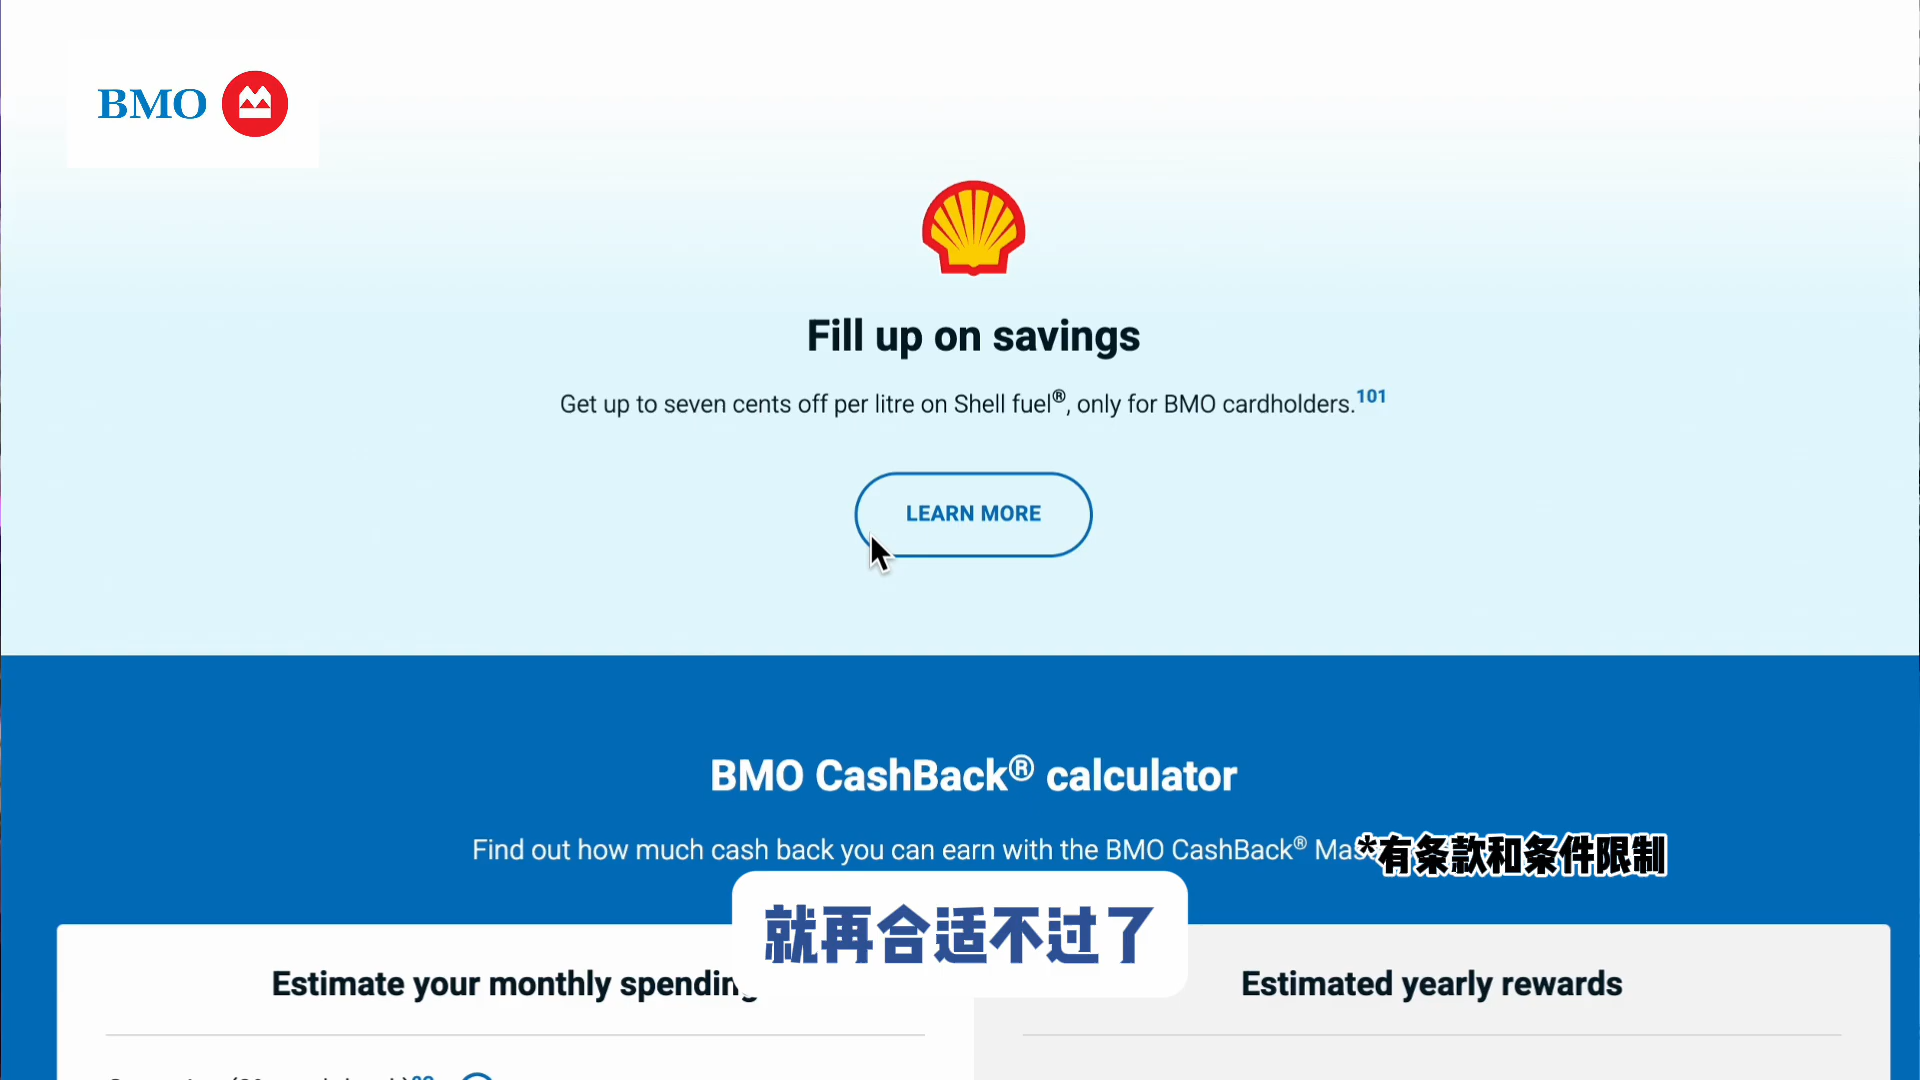 BMO
Fill up on savings
Get up to seven cents off per litre on Shell fuel®, only for BMO cardholders.101
LEARN MORE
BMO CashBack® calculator
Find out how much cash back you can earn with the BMO CashBack®
*有条款和条件限制
就再合适不过了
Estimate your monthly spending
Estimated yearly rewards